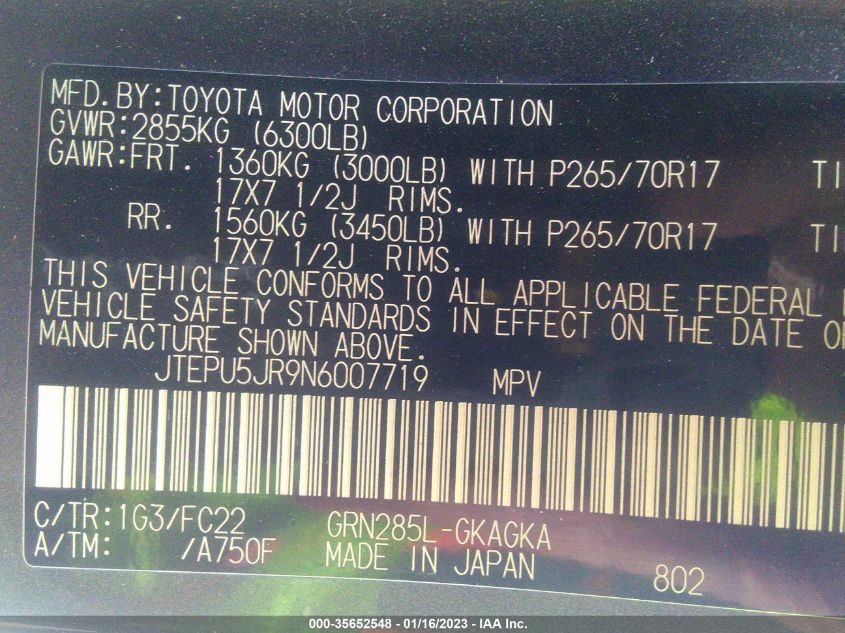 MFD.BY:TOYOTA MOTOR CORPORATION
GVWR:2855KG (6300LB)
GAWR:FRT. 1360KG (3000LB) WITH P265/70R17 TI
17X7 1/2J RIMS.
RR. 1560KG (3450LB) WITH P265/70R17 TI
17X7 1/2J RIMS.
THIS VEHICLE CONFORMS TO ALL APPLICABLE FEDERAL
VEHICLE SAFETY STANDARDS IN EFFECT ON THE DATE O
MANUFACTURE SHOWN ABOVE.
JTEPU5JR9N6007719 MPV
C/TR:1G3/FC22 GRN285L-GKAGKA
A/TM: /A750F MADE IN JAPAN 802
000-35652548 - 01/16/2023 - IAA Inc.